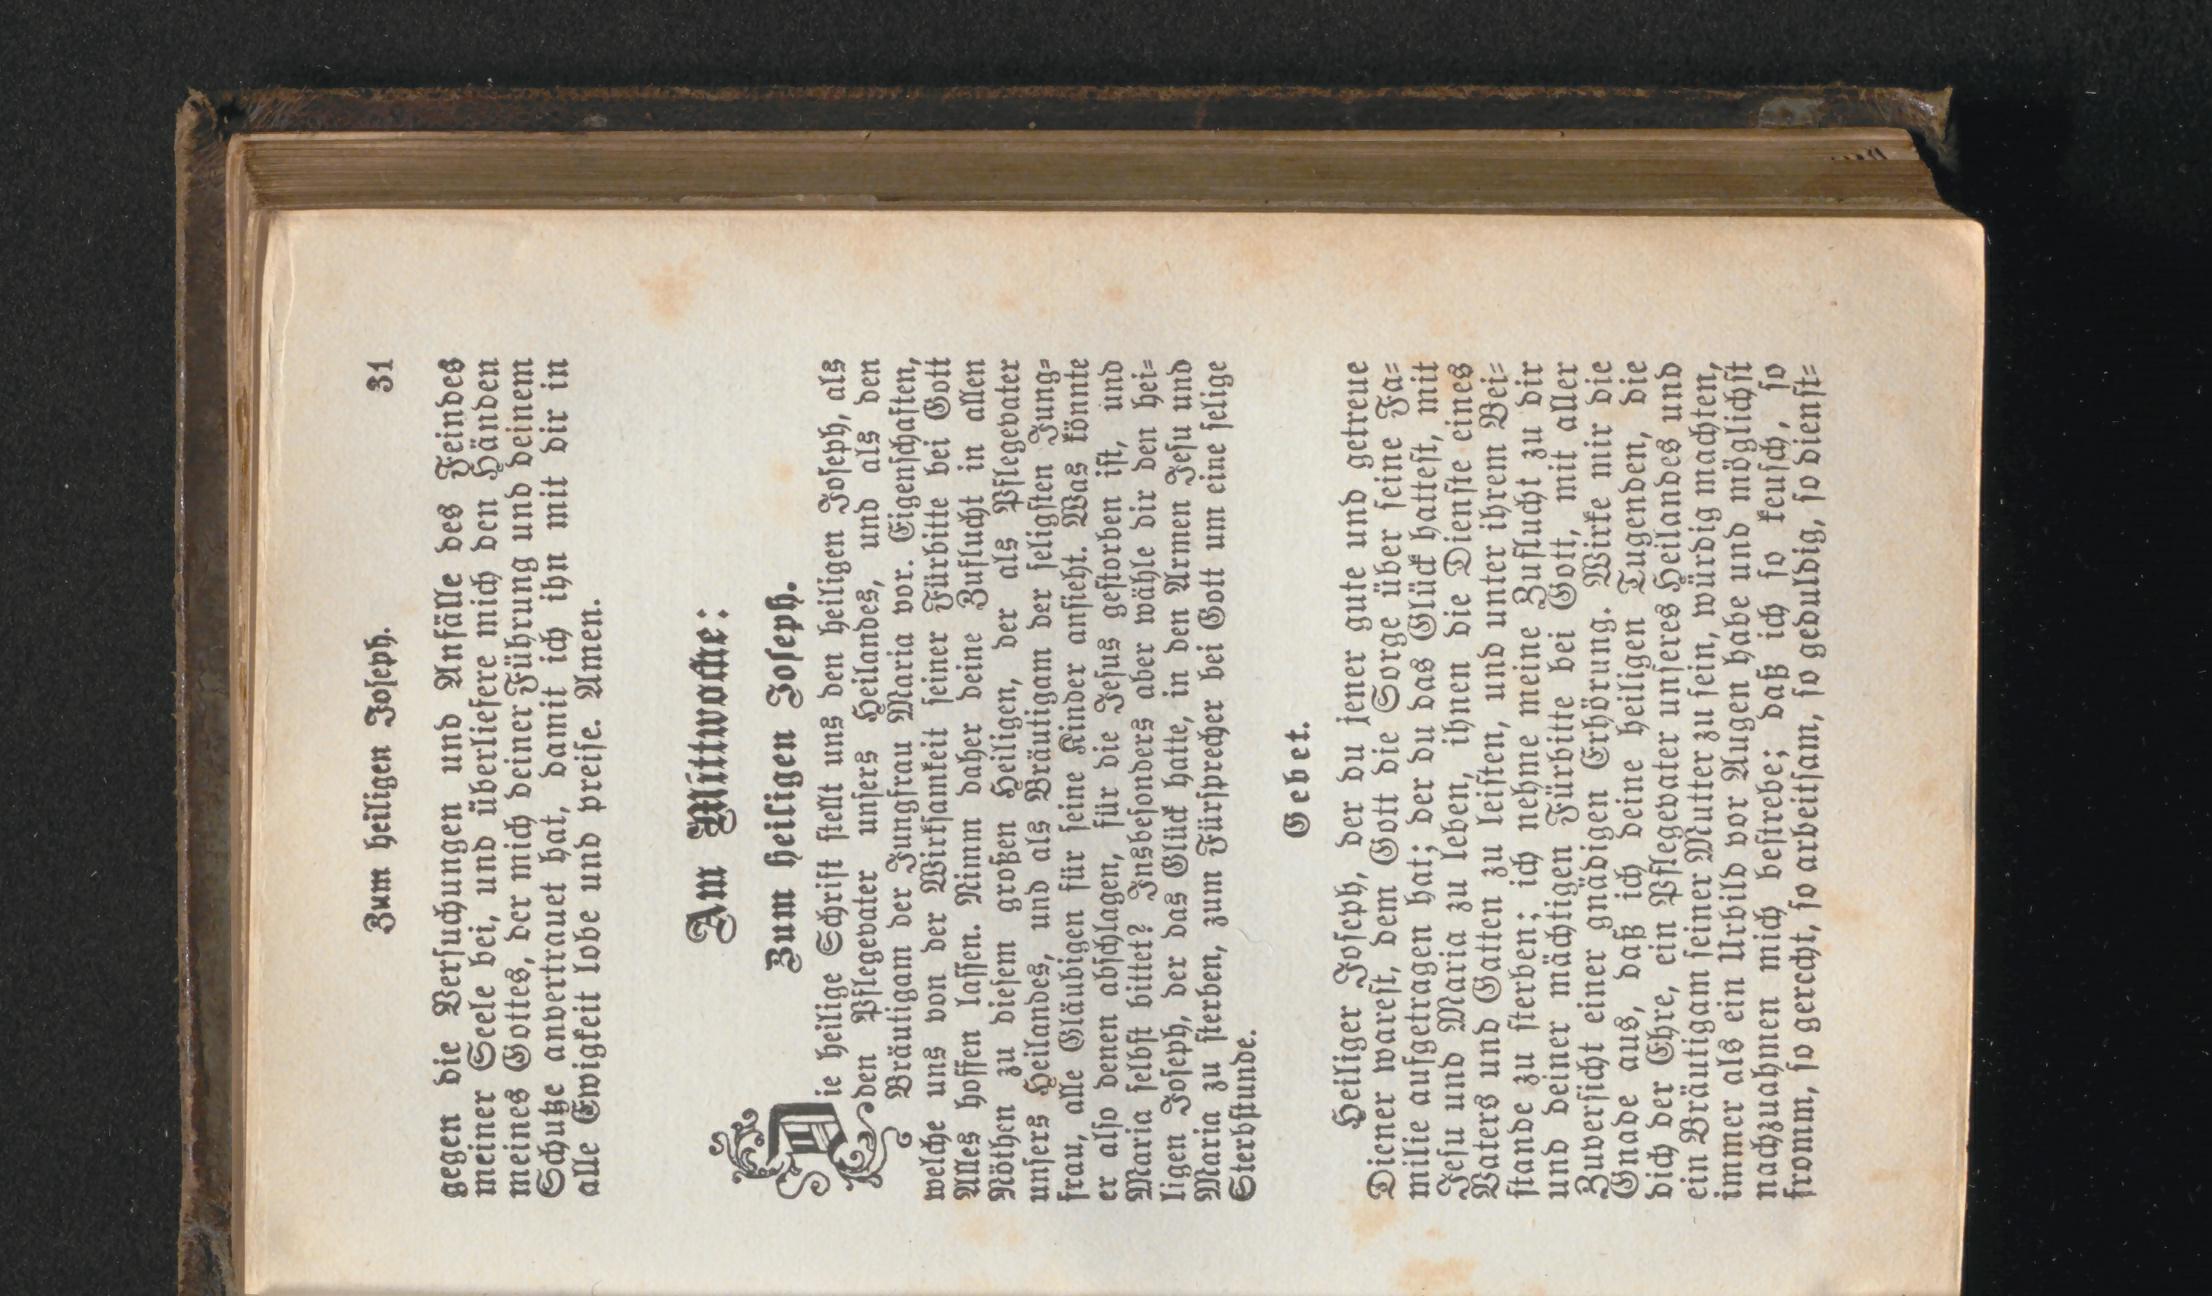 Zum heiligen Joseph. 31
gegen die Versuchungen und Anfälle des Feindes
meiner Seele bei, und überliefere mich den Händen
meines Gottes, der mich deiner Führung und deinem
Schutze anvertrauet hat, damit ich ihn mit dir in
alle Ewigkeit lobe und preise. Amen.
Am Mittwoche:
Zum heiligen Joseph.
Die heilige Schrift stellt uns den heiligen Joseph, als
den Pflegevater unsers Heilandes, und als den
Bräutigam der Jungfrau Maria vor. Eigenschaften,
welche uns von der Wirksamkeit seiner Fürbitte bei Gott
Alles hoffen lassen. Nimm daher deine Zuflucht in allen
Nöthen zu diesem großen Heiligen, der als Pflegevater
unsers Heilandes, und als Bräutigam der seligsten Jung=
frau, alle Gläubigen für seine Kinder ansieht. Was könnte
er also denen abschlagen, für die Jesus gestorben ist, und
Maria selbst bittet? Insbesonders aber wähle dir den hei=
ligen Joseph, der das Glück hatte, in den Armen Jesu und
Maria zu sterben, zum Fürsprecher bei Gott um eine selige
Sterbstunde.
Gebet.
Heiliger Joseph, der du jener gute und getreue
Diener warest, dem Gott die Sorge über seine Fa=
milie aufgetragen hat; der du das Glück hattest, mit
Jesu und Maria zu leben, ihnen die Dienste eines
Vaters und Gatten zu leisten, und unter ihrem Bei=
stande zu sterben; ich nehme meine Zuflucht zu dir
und deiner mächtigen Fürbitte bei Gott, mit aller
Zuversicht einer gnädigen Erhörung. Wirke mir die
Gnade aus, daß ich deine heiligen Tugenden, die
dich der Ehre, ein Pflegevater unseres Heilandes und
ein Bräutigam seiner Mutter zu sein, würdig machten,
immer als ein Urbild vor Augen habe und möglichst
nachzuahmen mich bestrebe; daß ich so keusch, so
fromm, so gerecht, so arbeitsam, so geduldig, so dienst=